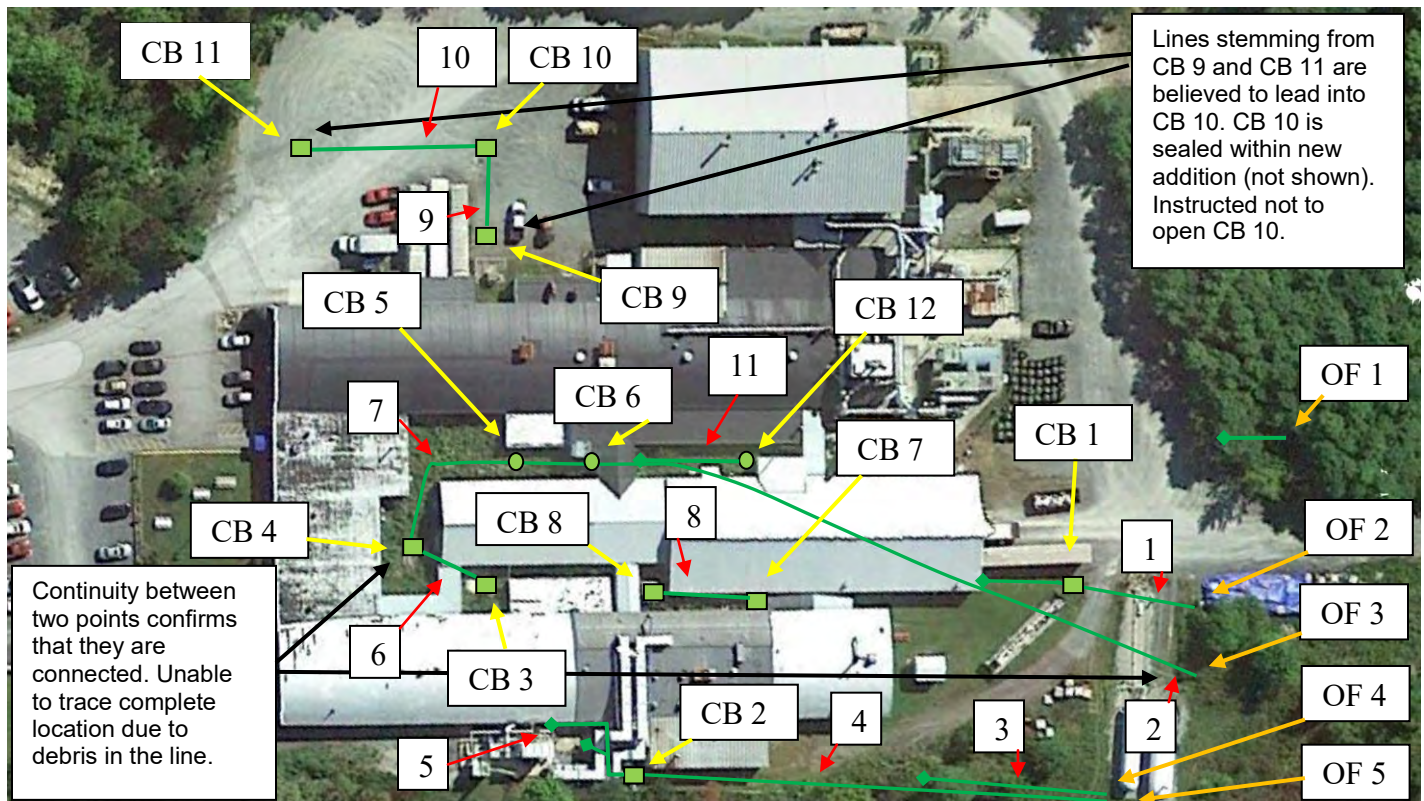 CB 11
10
CB 10
Lines stemming from
CB 9 and CB 11 are
believed to lead into
CB 10. CB 10 is
sealed within new
addition (not shown).
Instructed not to
open CB 10.
9
CB 9
CB 5
CB 12
CB 6
11
OF 1
7
CB 7
CB 1
CB 4
CB 8
8
1
OF 2
Continuity between
two points confirms
that they are
connected. Unable
to trace complete
location due to
debris in the line.
6
CB 3
OF 3
CB 2
4
3
2
OF 4
5
OF 5